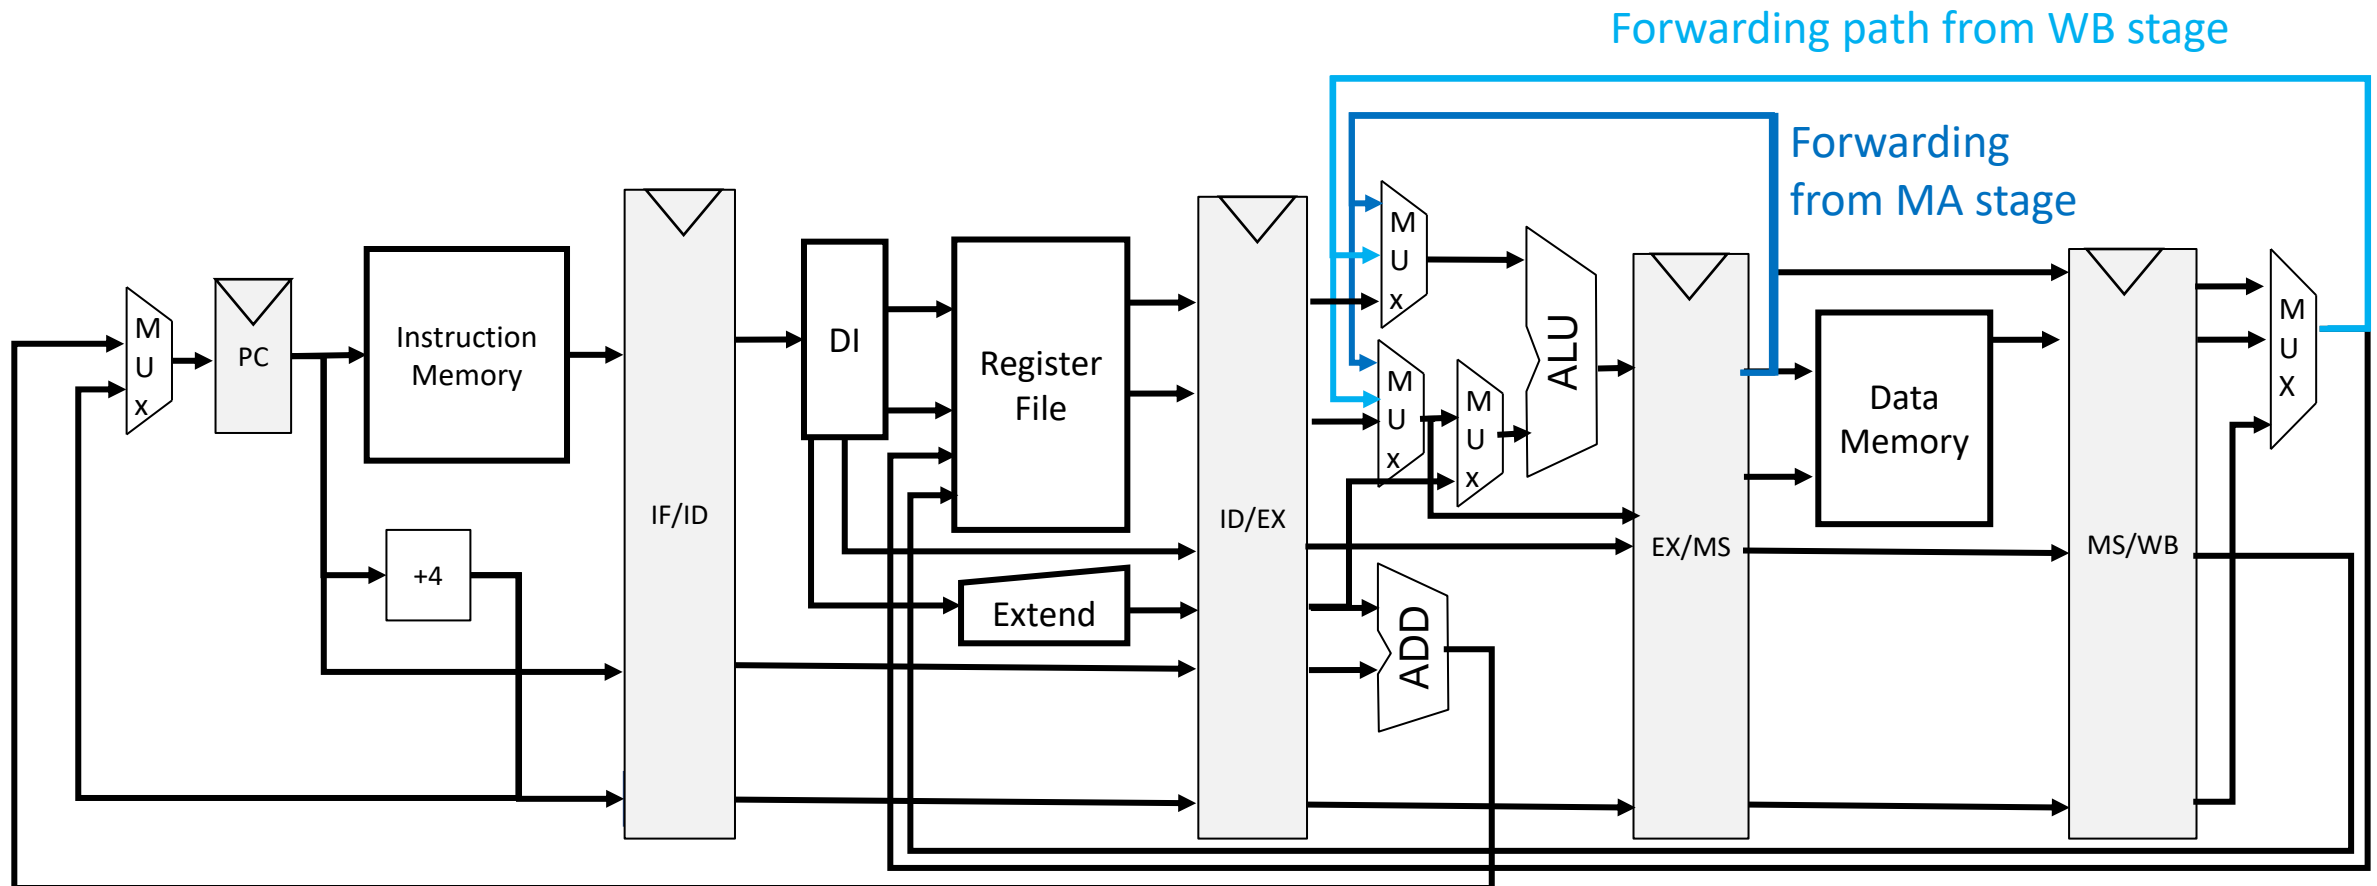 Forwarding path from WB stage
Forwarding
from MA stage
M
U
x
PC
Instruction
Memory
+4
IF/ID
DI
Register
File
Extend
ID/EX
M
U
x
M
U
x
M
U
x
ALU
ADD
EX/MS
Data
Memory
MS/WB
M
U
X